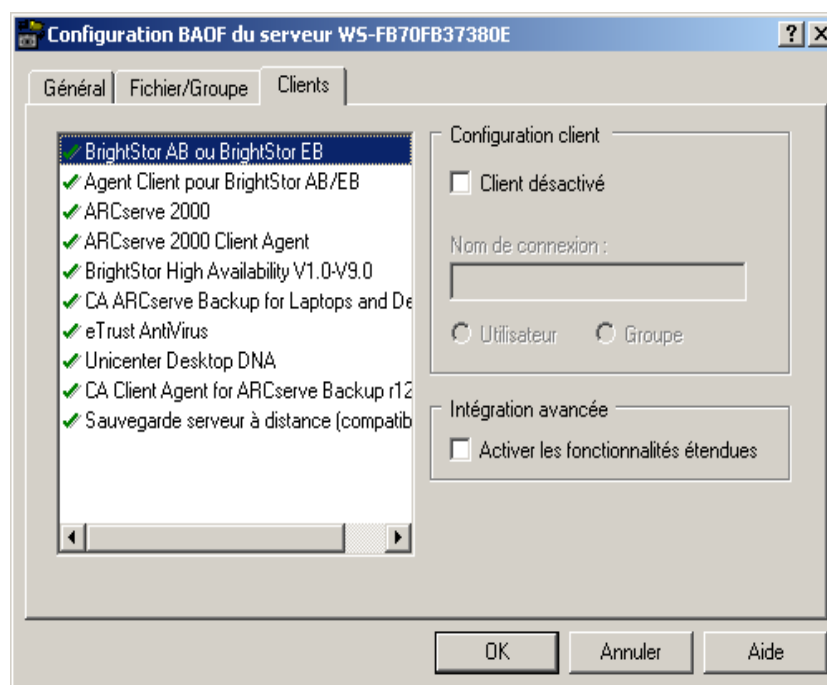 Configuration BAOF du serveur WS-FB70FB37380E
Général
Fichier/Groupe
Clients
BrightStor AB ou BrightStor EB
Agent Client pour BrightStor AB/EB
ARCserve 2000
ARCserve 2000 Client Agent
BrightStor High Availability V1.0-V9.0
CA ARCserve Backup for Laptops and De
eTrust AntiVirus
Unicenter Desktop DNA
CA Client Agent for ARCserve Backup r12
Sauvegarde serveur à distance (compatib
Configuration client
Client désactivé
Nom de connexion :
Utilisateur
Groupe
Intégration avancée
Activer les fonctionnalités étendues
OK
Annuler
Aide